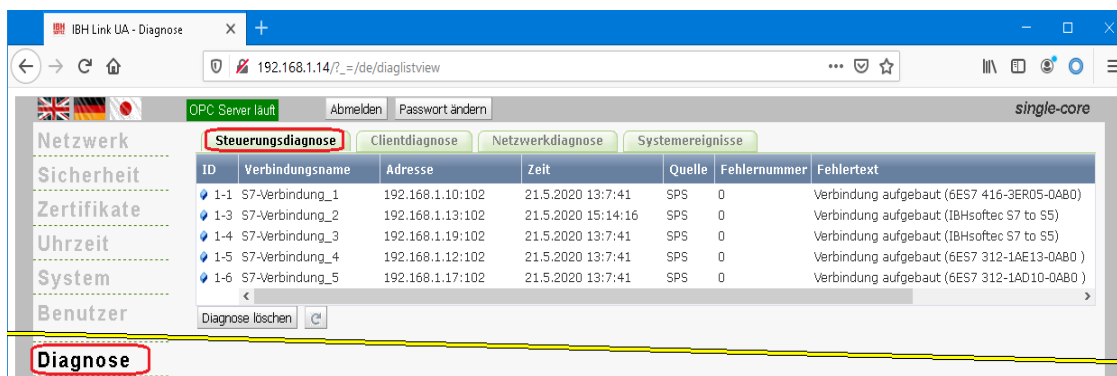 IBH Link UA - Diagnose
192.168.1.14/?_=/de/diaglistview
OPC Server läuft Abmelden Passwort ändern single-core
Netzwerk
Sicherheit
Zertifikate
Uhrzeit
System
Benutzer
Diagnose
Steuerungsdiagnose Clientdiagnose Netzwerkdiagnose Systemereignisse
ID Verbindungsname Adresse Zeit Quelle Fehlernummer Fehlertext
1-1 S7-Verbindung_1 192.168.1.10:102 21.5.2020 13:7:41 SPS 0 Verbindung aufgebaut (6ES7 416-3ER05-0AB0)
1-3 S7-Verbindung_2 192.168.1.13:102 21.5.2020 15:14:16 SPS 0 Verbindung aufgebaut (IBHsoftec S7 to S5)
1-4 S7-Verbindung_3 192.168.1.19:102 21.5.2020 13:7:41 SPS 0 Verbindung aufgebaut (IBHsoftec S7 to S5)
1-5 S7-Verbindung_4 192.168.1.12:102 21.5.2020 13:7:41 SPS 0 Verbindung aufgebaut (6ES7 312-1AE13-0AB0 )
1-6 S7-Verbindung_5 192.168.1.17:102 21.5.2020 13:7:41 SPS 0 Verbindung aufgebaut (6ES7 312-1AD10-0AB0 )
Diagnose löschen